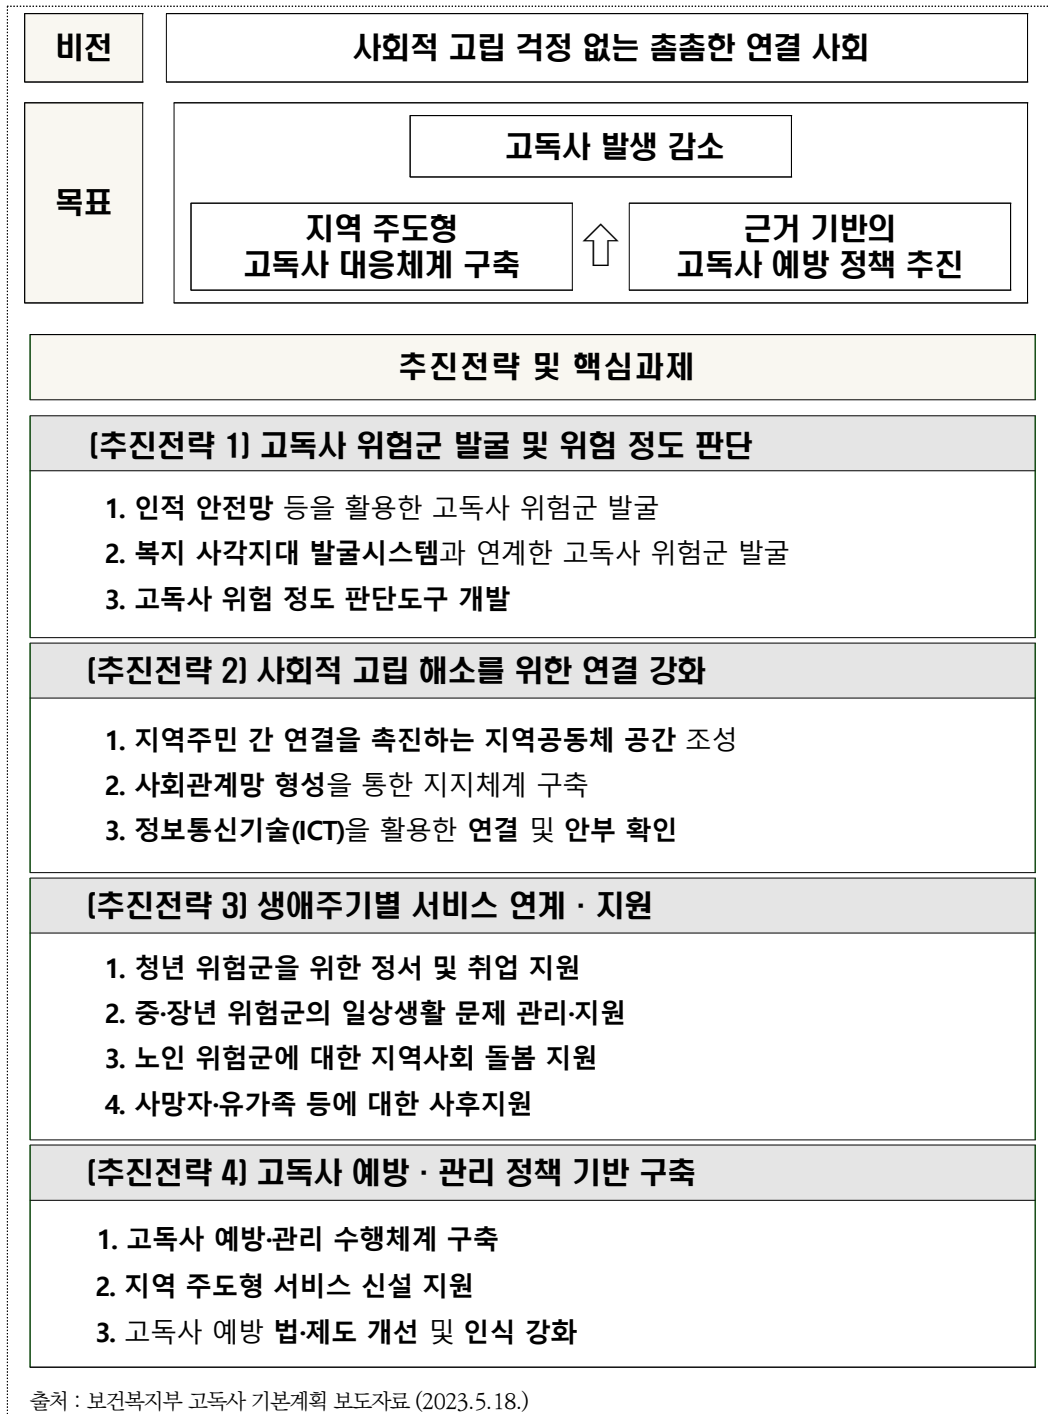 비전
사회적 고립 걱정 없는 촘촘한 연결 사회
목표
고독사 발생 감소
지역 주도형
고독사 대응체계 구축
근거 기반의
고독사 예방 정책 추진
추진전략 및 핵심과제
(추진전략 1) 고독사 위험군 발굴 및 위험 정도 판단
1. 인적 안전망 등을 활용한 고독사 위험군 발굴
2. 복지 사각지대 발굴시스템과 연계한 고독사 위험군 발굴
3. 고독사 위험 정도 판단도구 개발
(추진전략 2) 사회적 고립 해소를 위한 연결 강화
1. 지역주민 간 연결을 촉진하는 지역공동체 공간 조성
2. 사회관계망 형성을 통한 지지체계 구축
3. 정보통신기술(ICT)을 활용한 연결 및 안부 확인
(추진전략 3) 생애주기별 서비스 연계 · 지원
1. 청년 위험군을 위한 정서 및 취업 지원
2. 중·장년 위험군의 일상생활 문제 관리·지원
3. 노인 위험군에 대한 지역사회 돌봄 지원
4. 사망자·유가족 등에 대한 사후지원
(추진전략 4) 고독사 예방 · 관리 정책 기반 구축
1. 고독사 예방·관리 수행체계 구축
2. 지역 주도형 서비스 신설 지원
3. 고독사 예방 법·제도 개선 및 인식 강화
출처 : 보건복지부 고독사 기본계획 보도자료 (2023.5.18.)